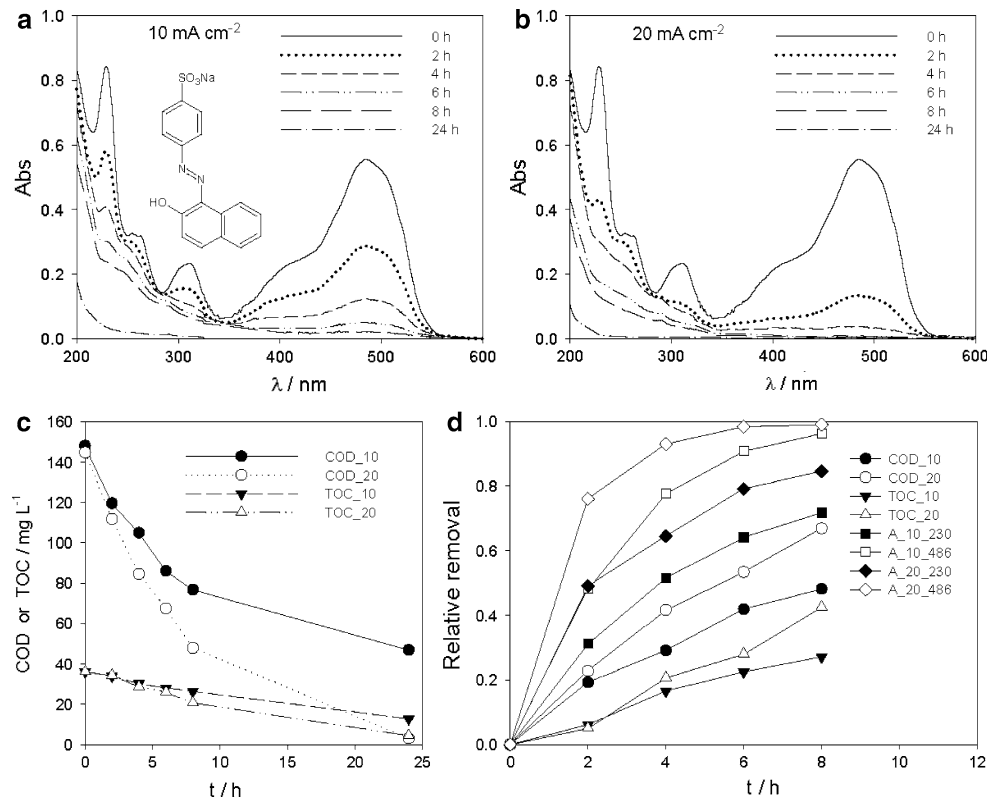 a
10 mA cm⁻²
0 h
2 h
4 h
6 h
8 h
24 h
SO₃Na
N
N
HO
Abs
1.0
0.8
0.6
0.4
0.2
0.0
200 300 400 500 600
λ / nm
b
20 mA cm⁻²
0 h
2 h
4 h
6 h
8 h
24 h
Abs
1.0
0.8
0.6
0.4
0.2
0.0
200 300 400 500 600
λ / nm
c
COD_10
COD_20
TOC_10
TOC_20
COD or TOC / mg L⁻¹
160
140
120
100
80
60
40
20
0
0 5 10 15 20 25
t / h
d
COD_10
COD_20
TOC_10
TOC_20
A_10_230
A_10_486
A_20_230
A_20_486
Relative removal
1.0
0.8
0.6
0.4
0.2
0.0
0 2 4 6 8 10 12
t / h